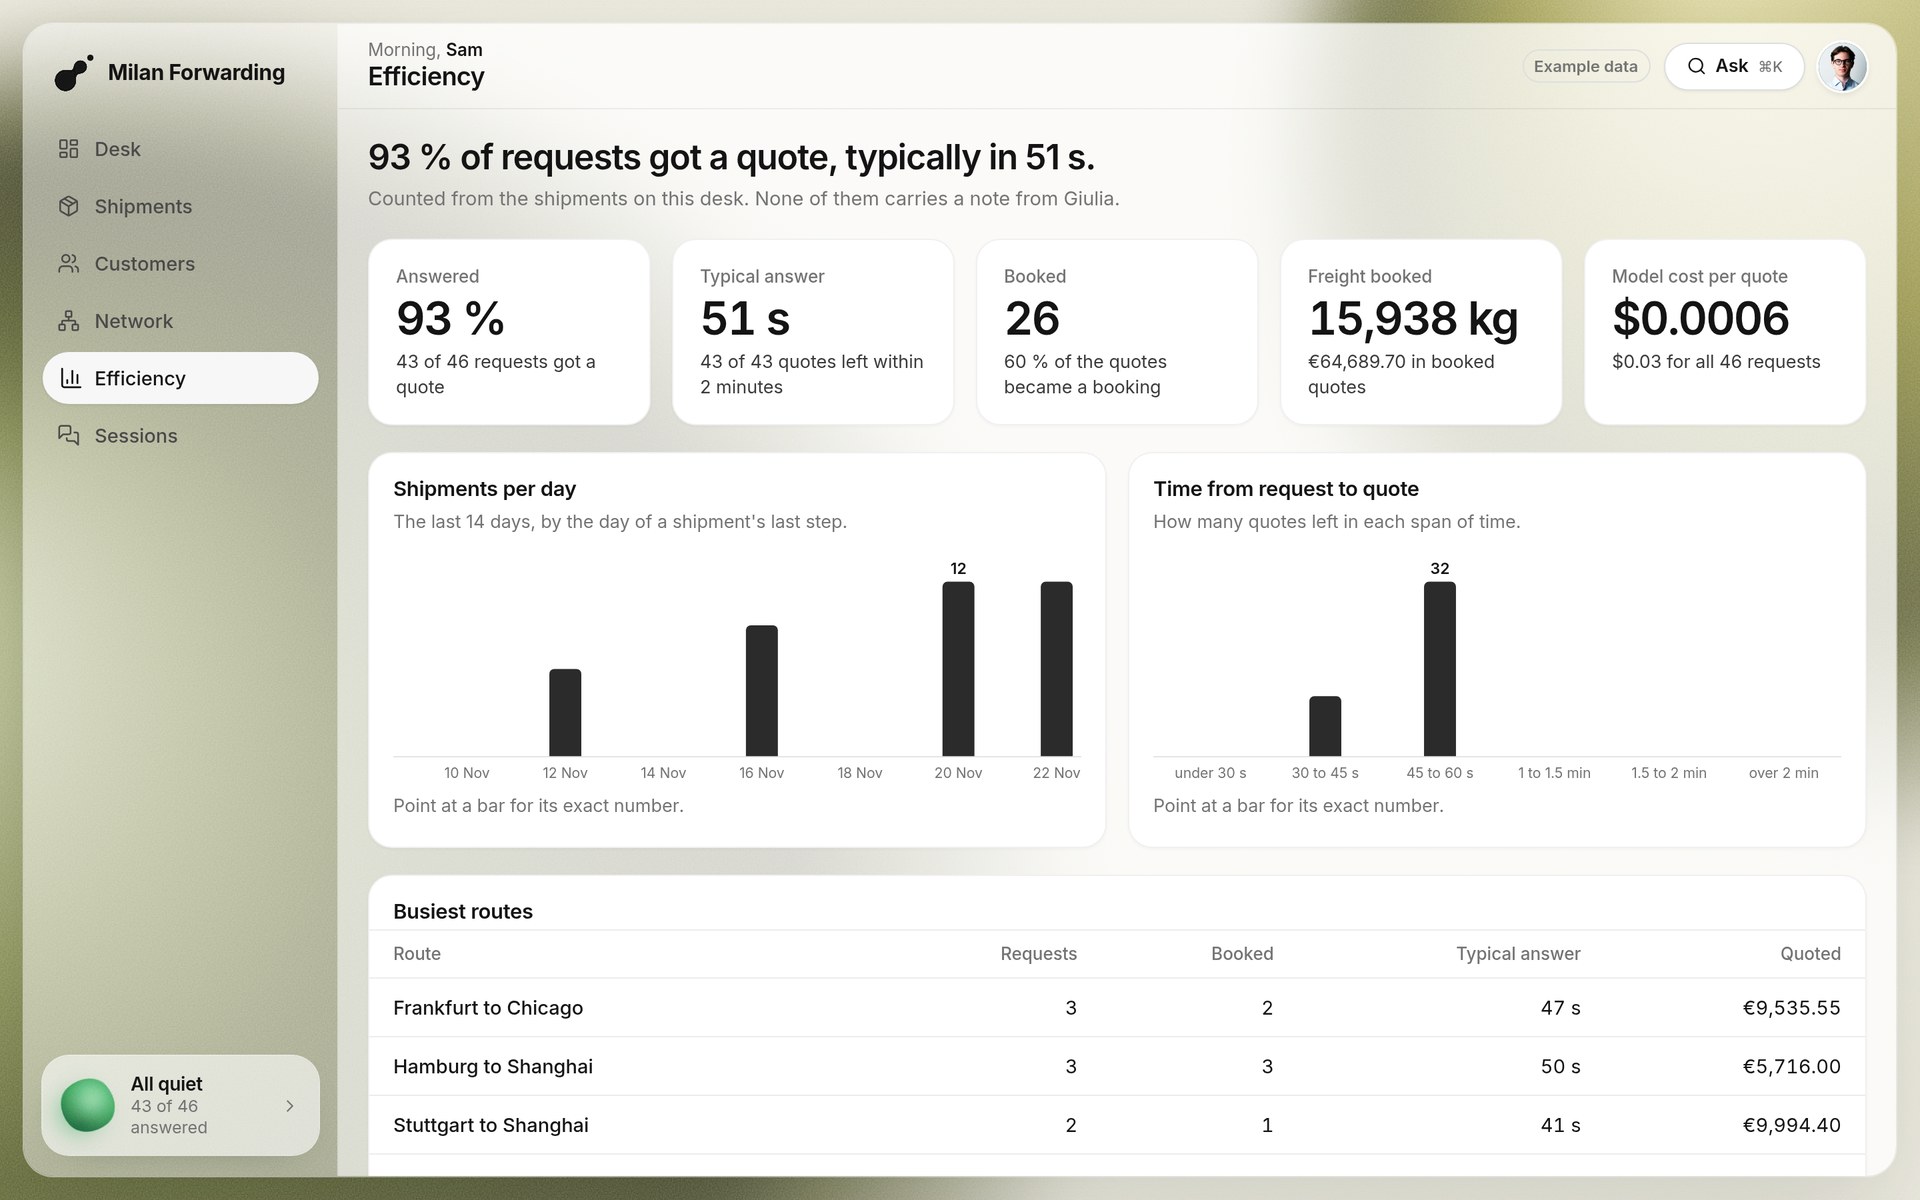 Milan Forwarding
Desk
Shipments
Customers
Network
Efficiency
Sessions
All quiet
43 of 46
answered
Morning, Sam
Efficiency
Example data
Ask ⌘K
93 % of requests got a quote, typically in 51 s.
Counted from the shipments on this desk. None of them carries a note from Giulia.
Answered
93 %
43 of 46 requests got a
quote
Typical answer
51 s
43 of 43 quotes left within
2 minutes
Booked
26
60 % of the quotes
became a booking
Freight booked
15,938 kg
€64,689.70 in booked
quotes
Model cost per quote
$0.0006
$0.03 for all 46 requests
Shipments per day
The last 14 days, by the day of a shipment's last step.
12
10 Nov 12 Nov 14 Nov 16 Nov 18 Nov 20 Nov 22 Nov
Point at a bar for its exact number.
Time from request to quote
How many quotes left in each span of time.
32
under 30 s 30 to 45 s 45 to 60 s 1 to 1.5 min 1.5 to 2 min over 2 min
Point at a bar for its exact number.
Busiest routes
Route Requests Booked Typical answer Quoted
Frankfurt to Chicago 3 2 47 s €9,535.55
Hamburg to Shanghai 3 3 50 s €5,716.00
Stuttgart to Shanghai 2 1 41 s €9,994.40